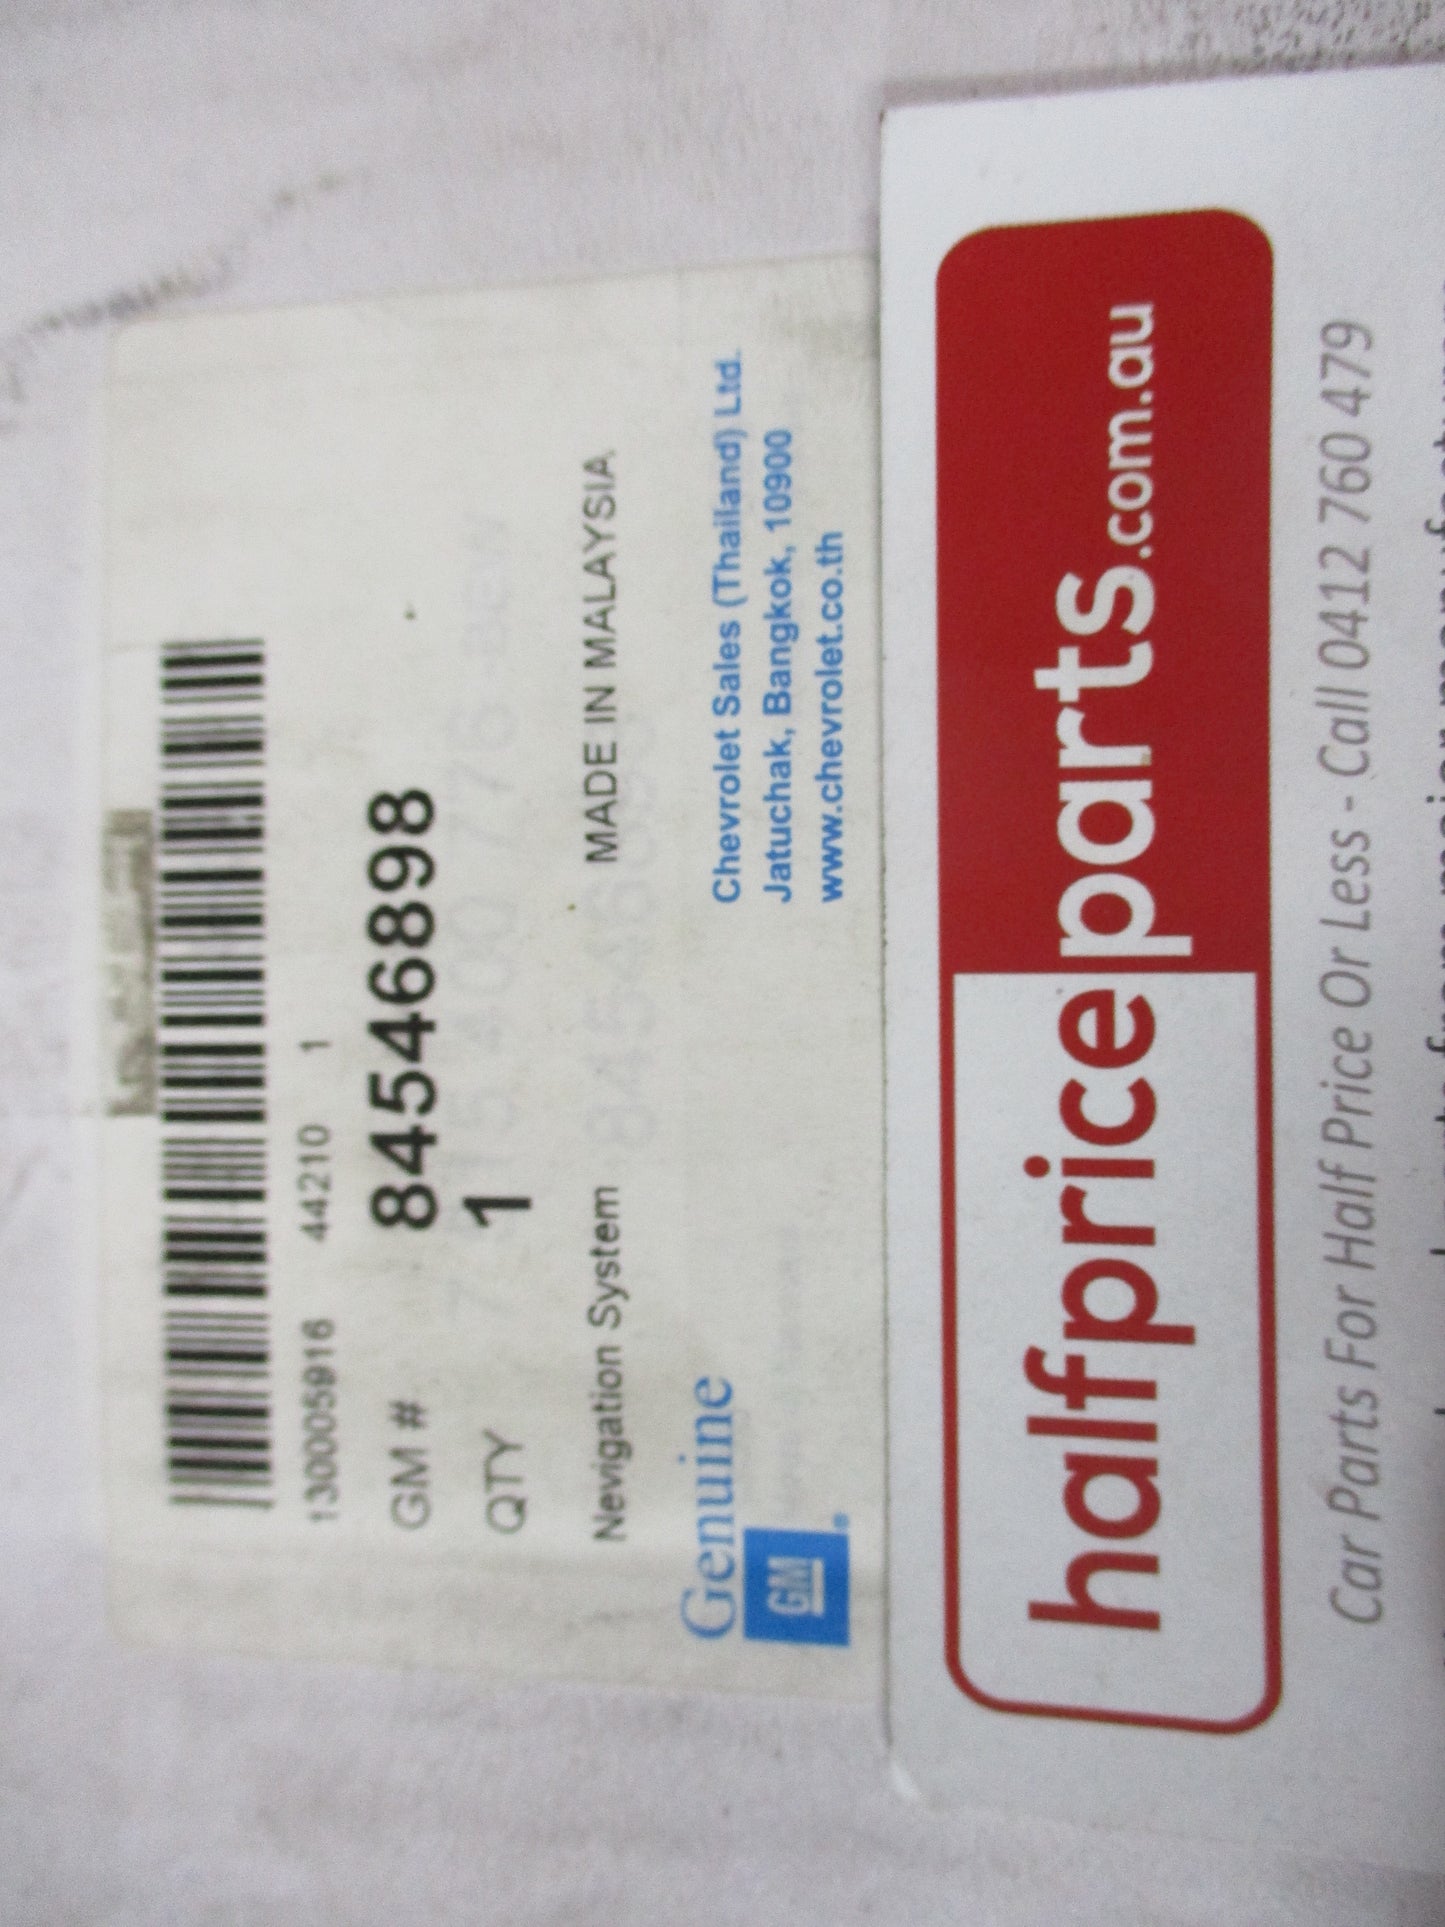 1300005916 44210 1
GM # 84546898
QTY 1
Nevigation System MADE IN MALAYSIA
Genuine
GM
Chevrolet Sales (Thailand) Ltd.
Jatuchak, Bangkok, 10900
www.chevrolet.co.th
halfpriceparts.com.au
Car Parts For Half Price Or Less - Call 0412 760 479